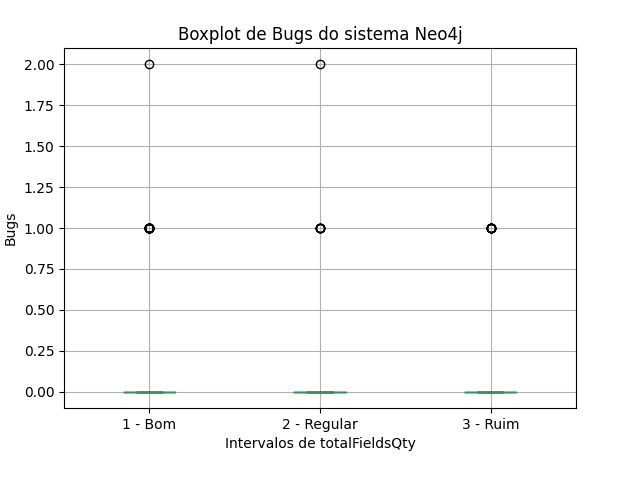 Boxplot de Bugs do sistema Neo4j
2.00
1.75
1.50
1.25
1.00
0.75
0.50
0.25
0.00
Bugs
1 - Bom
2 - Regular
3 - Ruim
Intervalos de totalFieldsQty